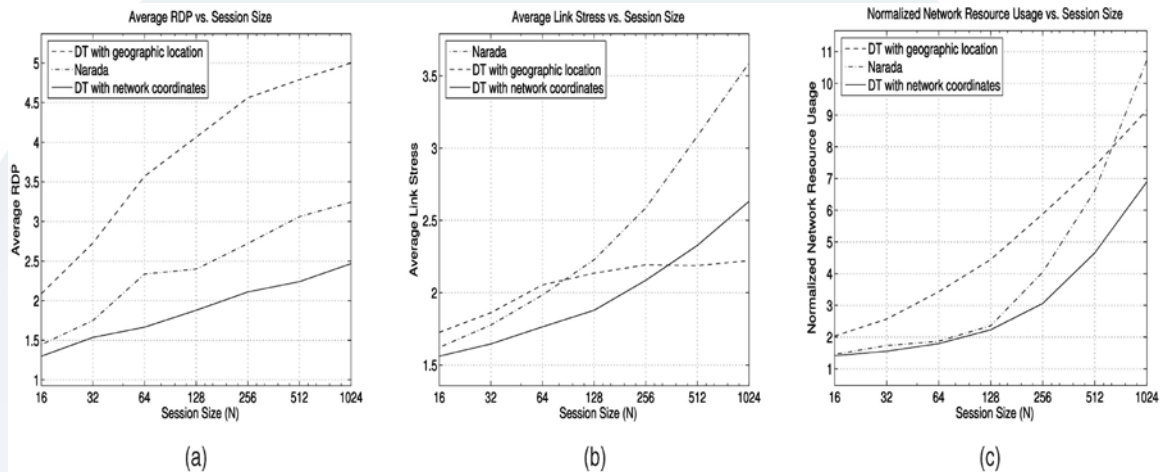 Average RDP vs. Session Size
DT with geographic location
Narada
DT with network coordinates
Average RDP
5
4.5
4
3.5
3
2.5
2
1.5
1
16 32 64 128 256 512 1024
Session Size (N)
(a)
Average Link Stress vs. Session Size
Narada
DT with geographic location
DT with network coordinates
Average Link Stress
3.5
3
2.5
2
1.5
16 32 64 128 256 512 1024
Session Size (N)
(b)
Normalized Network Resource Usage vs. Session Size
DT with geographic location
Narada
DT with network coordinates
Normalized Network Resource Usage
11
10
9
8
7
6
5
4
3
2
1
16 32 64 128 256 512 1024
Session Size (N)
(c)